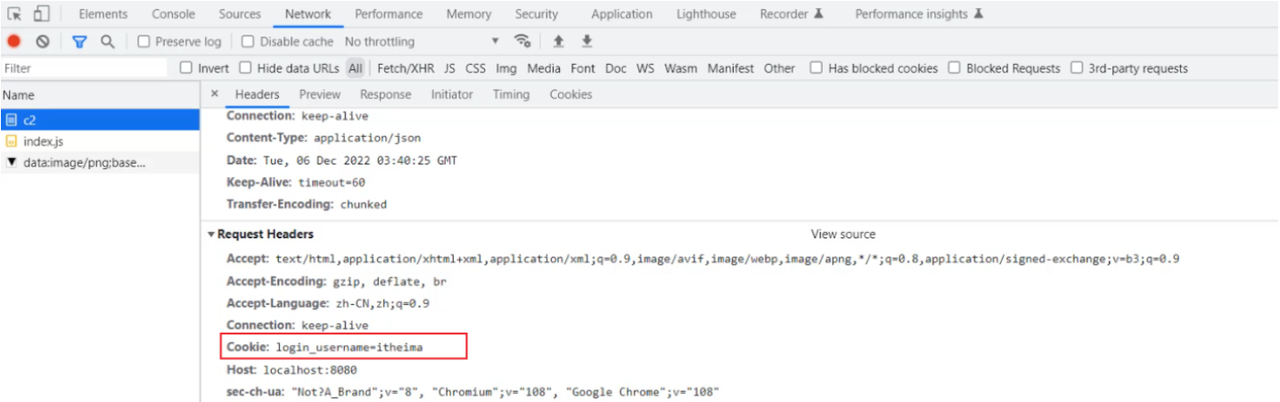 Elements Console Sources Network Performance Memory Security Application Lighthouse Recorder Performance insights
Preserve log Disable cache No throttling
Filter Invert Hide data URLs All Fetch/XHR JS CSS Img Media Font Doc WS Wasm Manifest Other Has blocked cookies Blocked Requests 3rd-party requests
Name × Headers Preview Response Initiator Timing Cookies
c2
index.js
data:image/png;base...
Connection: keep-alive
Content-Type: application/json
Date: Tue, 06 Dec 2022 03:40:25 GMT
Keep-Alive: timeout=60
Transfer-Encoding: chunked
Request Headers View source
Accept: text/html,application/xhtml+xml,application/xml;q=0.9,image/avif,image/webp,image/apng,*/*;q=0.8,application/signed-exchange;v=b3;q=0.9
Accept-Encoding: gzip, deflate, br
Accept-Language: zh-CN,zh;q=0.9
Connection: keep-alive
Cookie: login_username=itheima
Host: localhost:8080
sec-ch-ua: "Not?A_Brand";v="8", "Chromium";v="108", "Google Chrome";v="108"